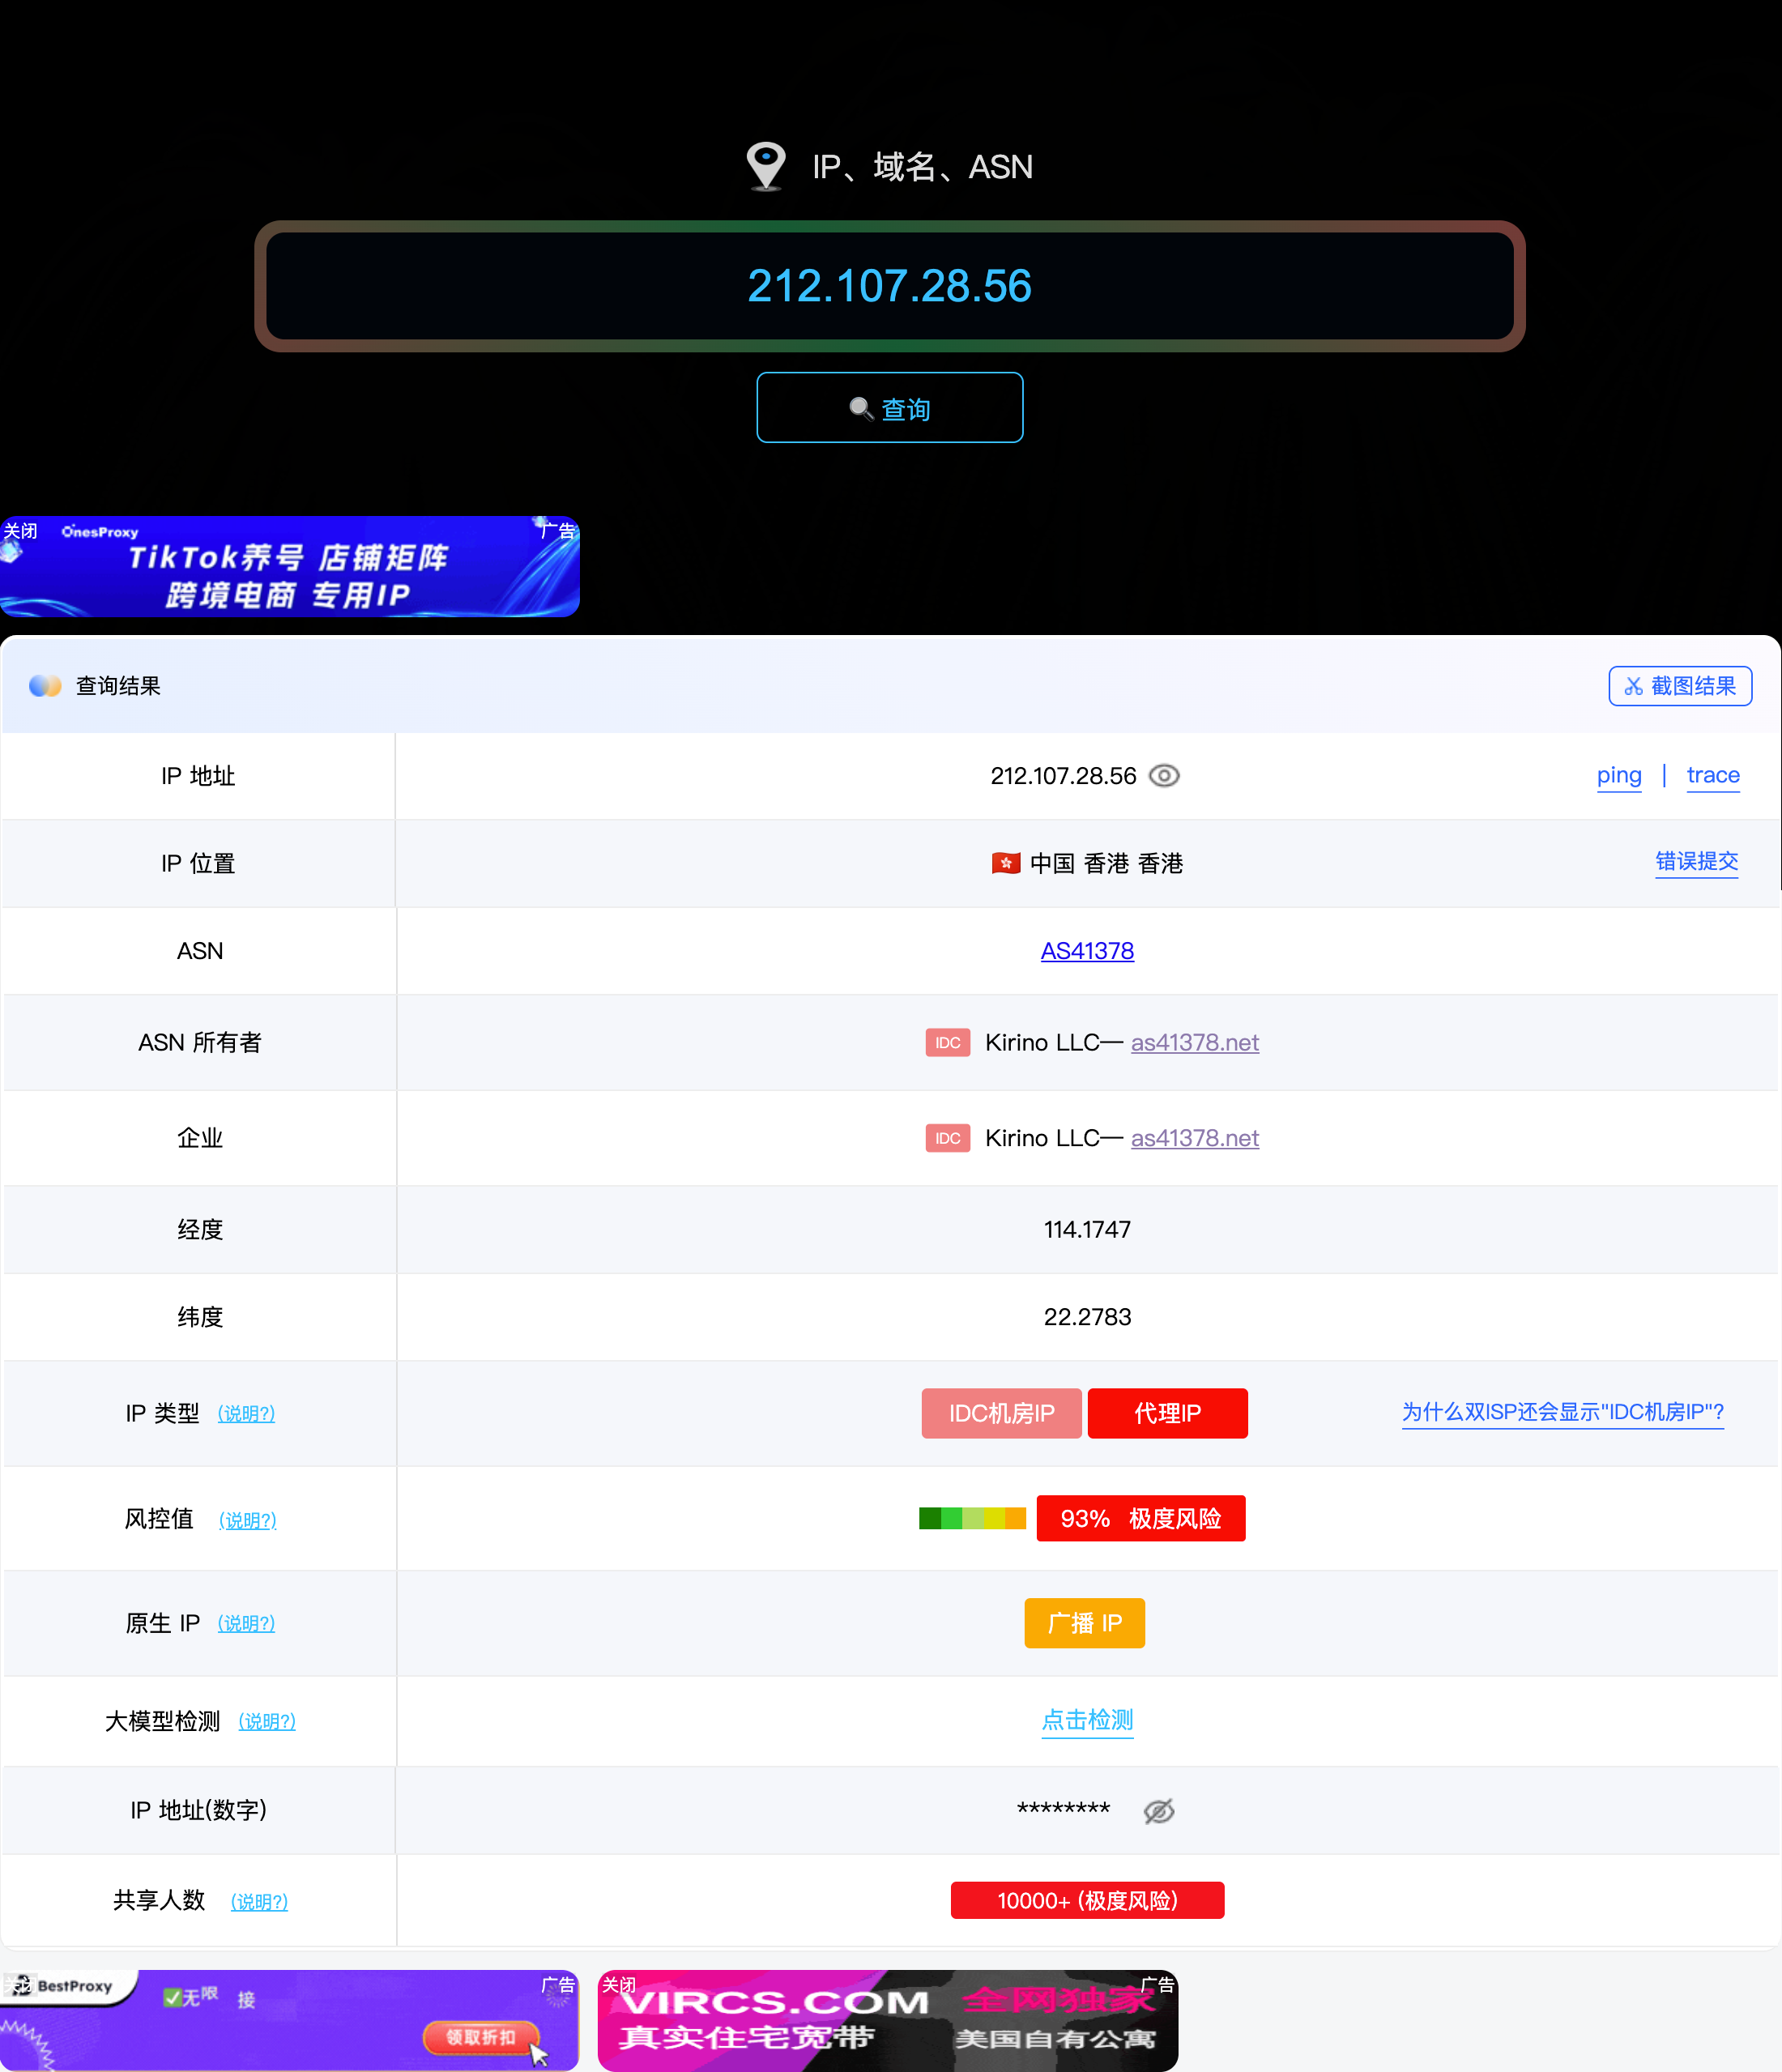 IP、域名、ASN
212.107.28.56
查询
关闭 OnesProxy 广告
TikTok养号 店铺矩阵
跨境电商 专用IP
查询结果 截图结果
IP 地址 212.107.28.56 ping | trace
IP 位置 中国 香港 香港 错误提交
ASN AS41378
ASN 所有者 IDC Kirino LLC— as41378.net
企业 IDC Kirino LLC— as41378.net
经度 114.1747
纬度 22.2783
IP 类型 (说明?) IDC机房IP 代理IP 为什么双ISP还会显示"IDC机房IP"?
风控值 (说明?) 93% 极度风险
原生 IP (说明?) 广播 IP
大模型检测 (说明?) 点击检测
IP 地址(数字) ********
共享人数 (说明?) 10000+ (极度风险)
关闭 BestProxy 无限 接 广告
领取折扣
关闭 广告
VIRCS.COM 全网独家
真实住宅宽带 美国自有公寓